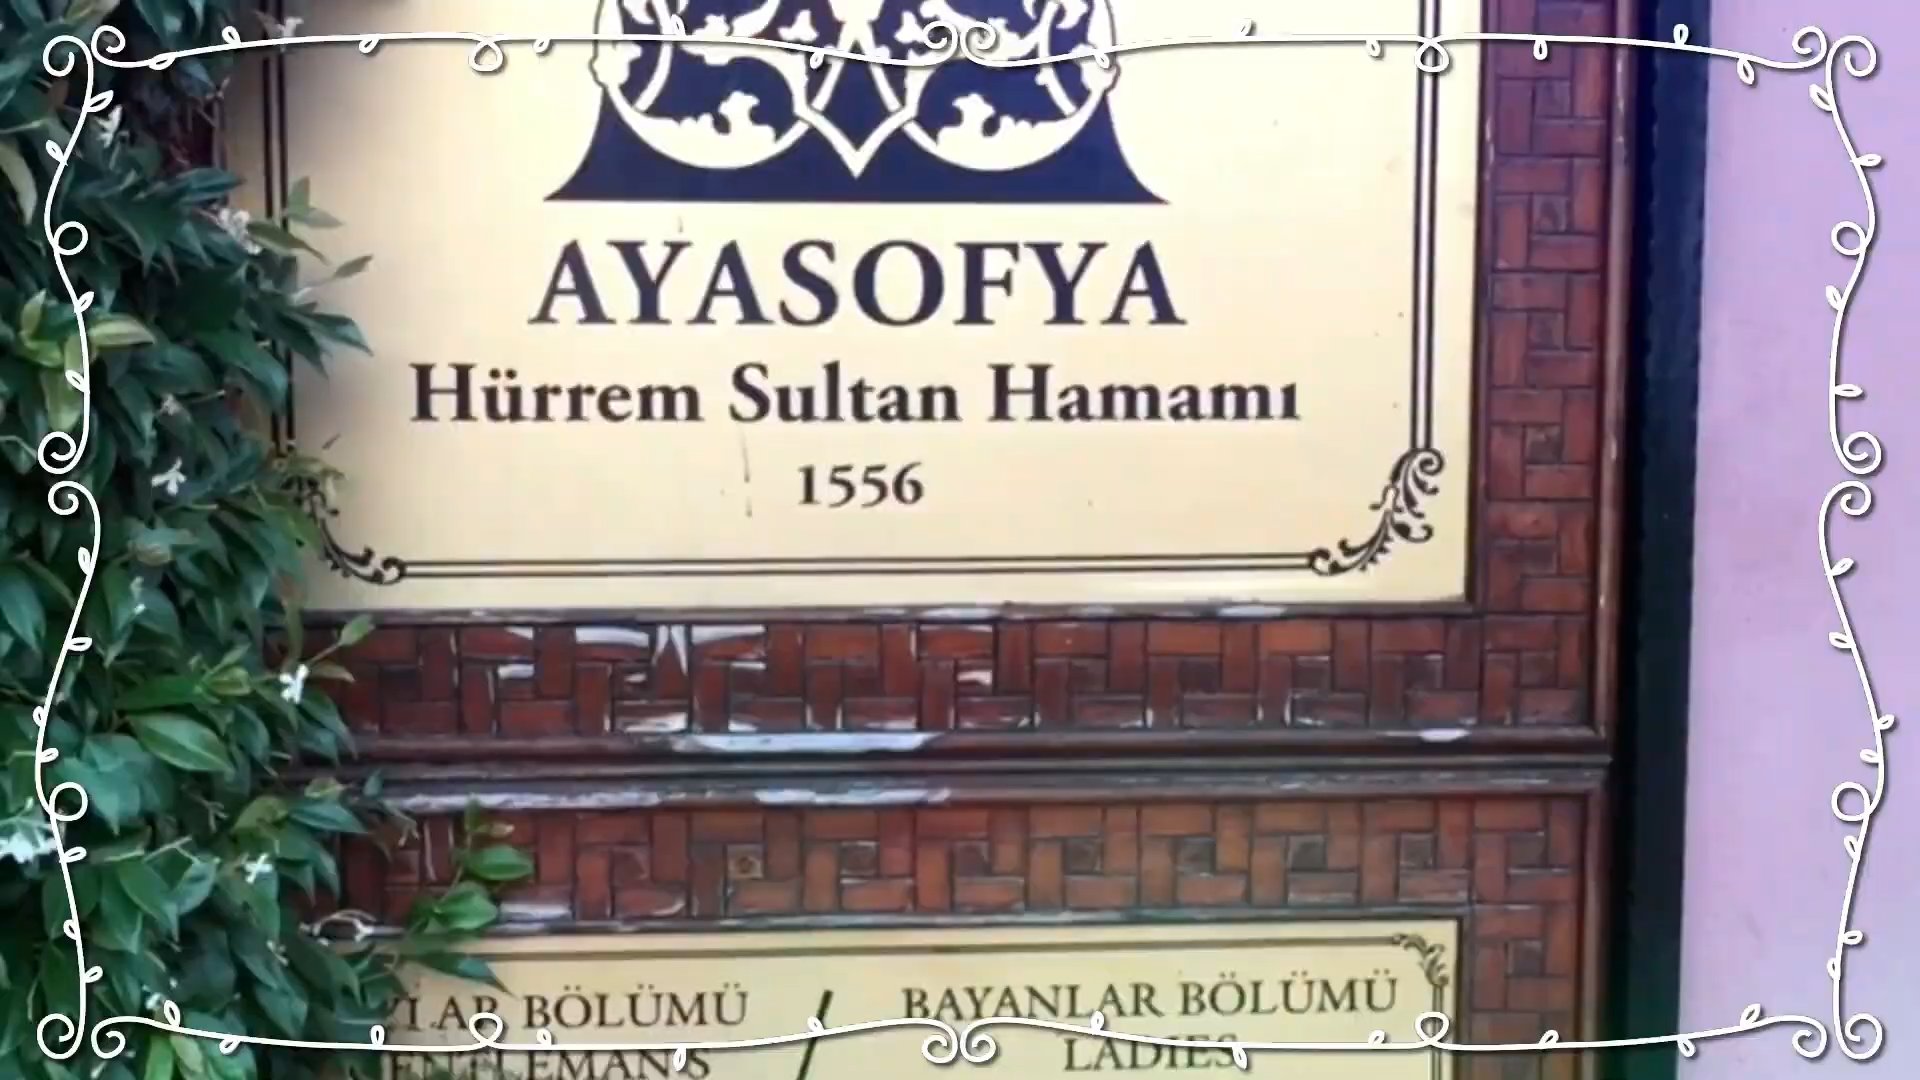 AYASOFYA
Hürrem Sultan Hamamı
1556
BÖLÜMÜ / BAYANLAR BÖLÜMÜ
LADIES